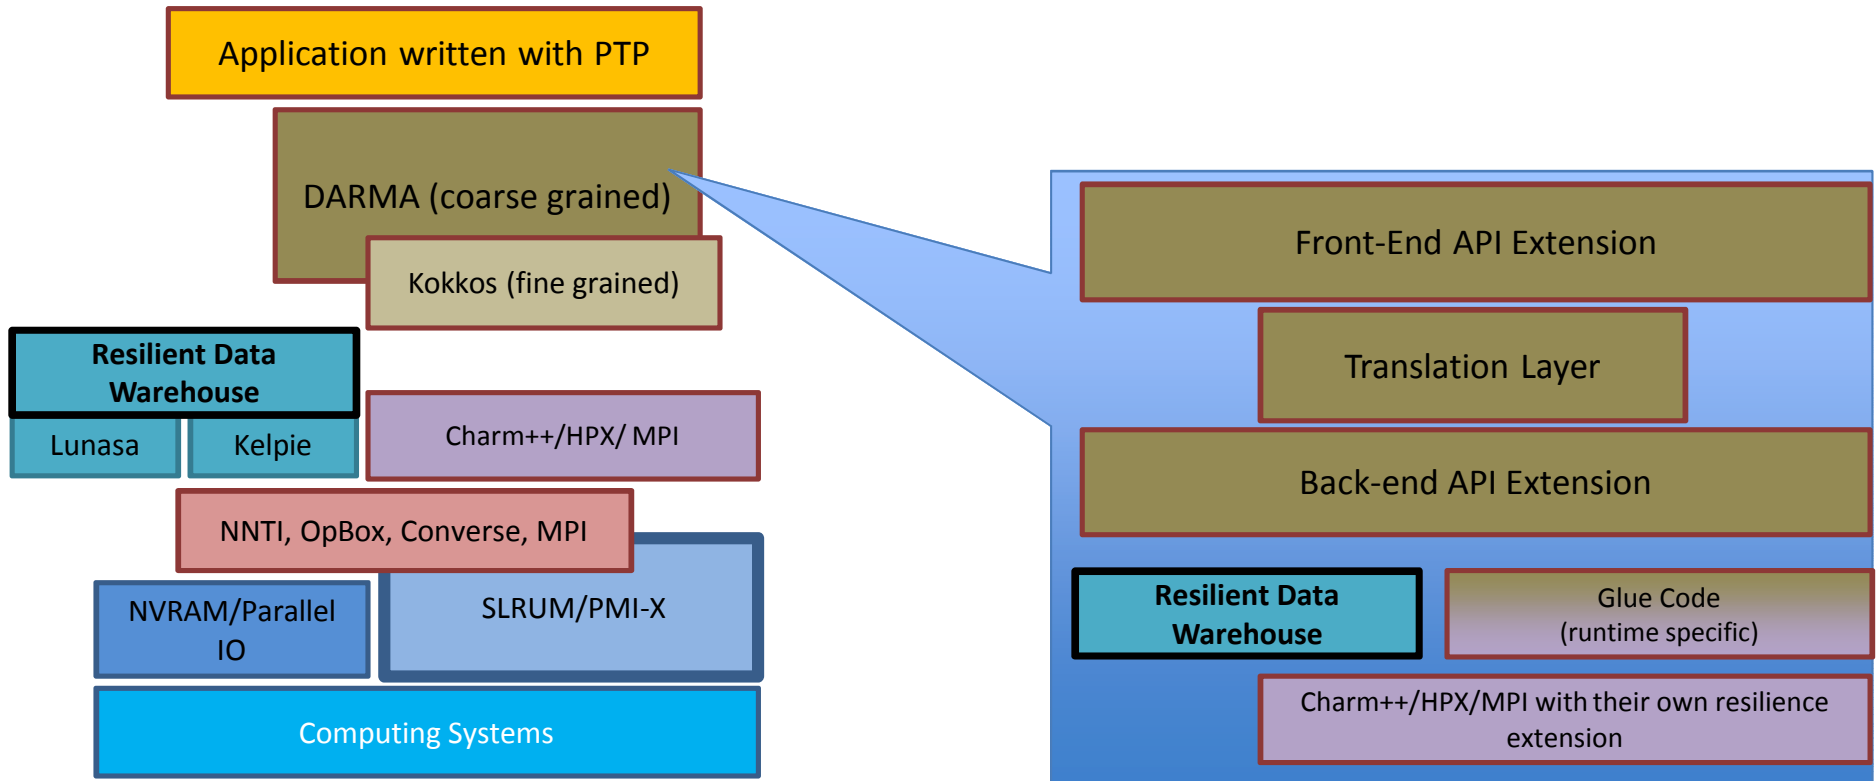 Application written with PTP
DARMA (coarse grained)
Kokkos (fine grained)
Resilient Data
Warehouse
Lunasa
Kelpie
Charm++/HPX/ MPI
NNTI, OpBox, Converse, MPI
NVRAM/Parallel
IO
SLRUM/PMI-X
Computing Systems
Front-End API Extension
Translation Layer
Back-end API Extension
Resilient Data
Warehouse
Glue Code
(runtime specific)
Charm++/HPX/MPI with their own resilience
extension